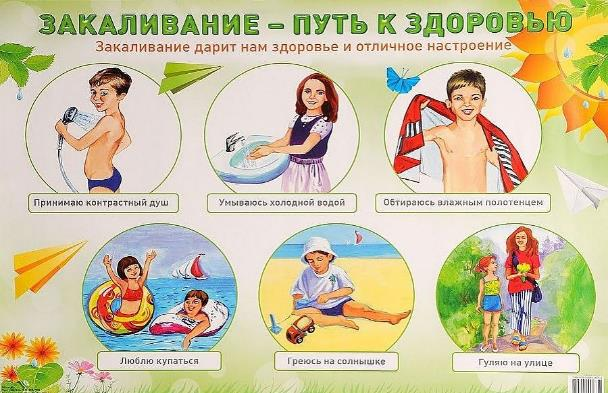 ЗАКАЛИВАНИЕ – ПУТЬ К ЗДОРОВЬЮ
Закаливание дарит нам здоровье и отличное настроение
Принимаю контрастный душ
Умываюсь холодной водой
Обтираюсь влажным полотенцем
Люблю купаться
Греюсь на солнышке
Гуляю на улице